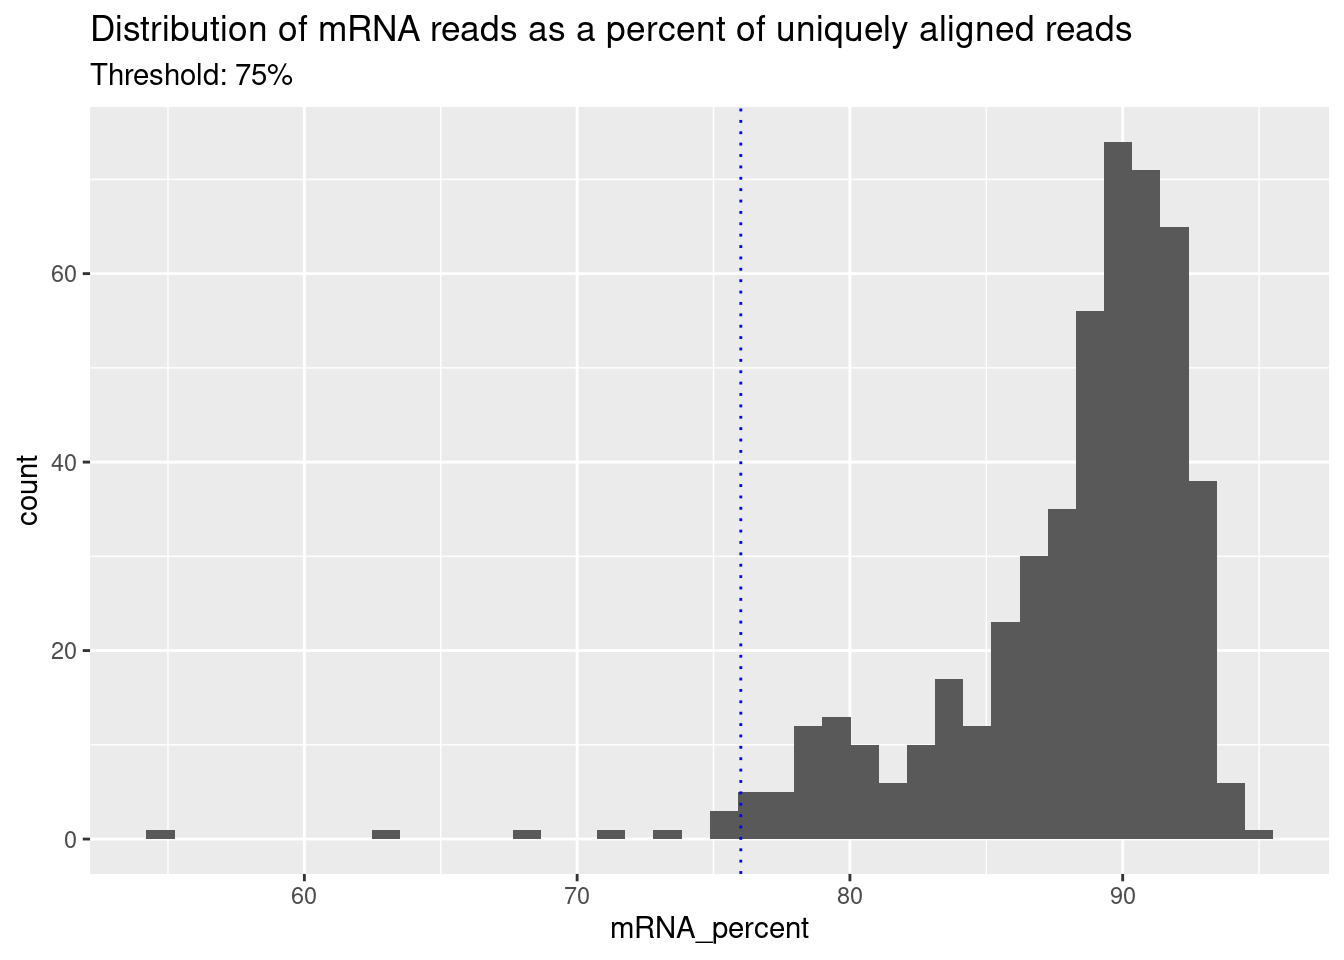 Distribution of mRNA reads as a percent of uniquely aligned reads
Threshold: 75%
60
40
20
0
count
60
70
80
90
mRNA_percent